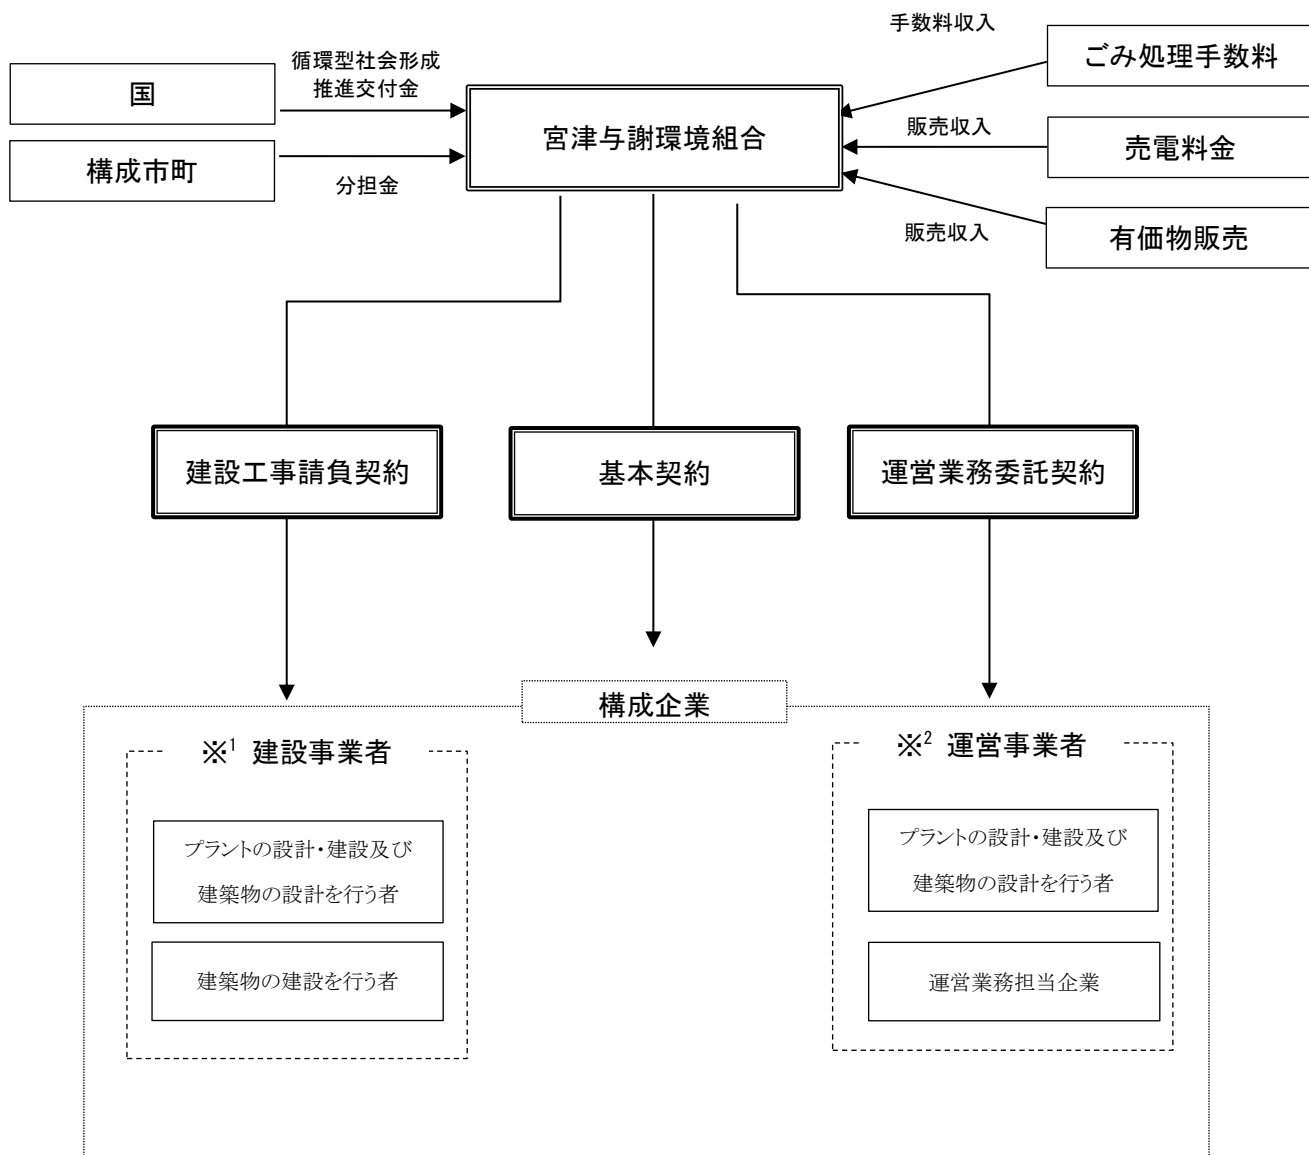 手数料収入
循環型社会形成
推進交付金
国
宮津与謝環境組合
ごみ処理手数料
販売収入
売電料金
構成市町
分担金
販売収入
有価物販売
建設工事請負契約
基本契約
運営業務委託契約
構成企業
※1 建設事業者
※2 運営事業者
プラントの設計・建設及び
建築物の設計を行う者
建築物の建設を行う者
プラントの設計・建設及び
建築物の設計を行う者
運営業務担当企業